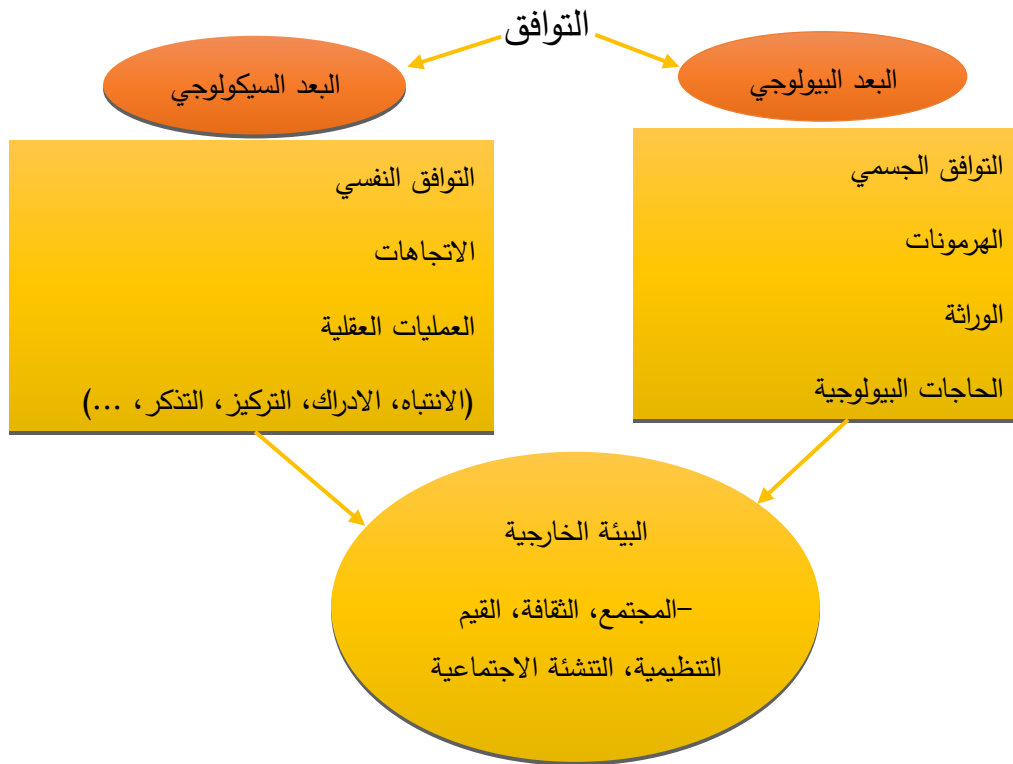 التوافق
البعد البيولوجي
البعد السيكولوجي
التوافق الجسمي
الهرمونات
الوراثة
الحاجات البيولوجية
التوافق النفسي
الاتجاهات
العمليات العقلية
(الانتباه، الادراك، التركيز، التذكر، ...)
البيئة الخارجية
-المجتمع، الثقافة، القيم
التنظيمية، التنشئة الاجتماعية